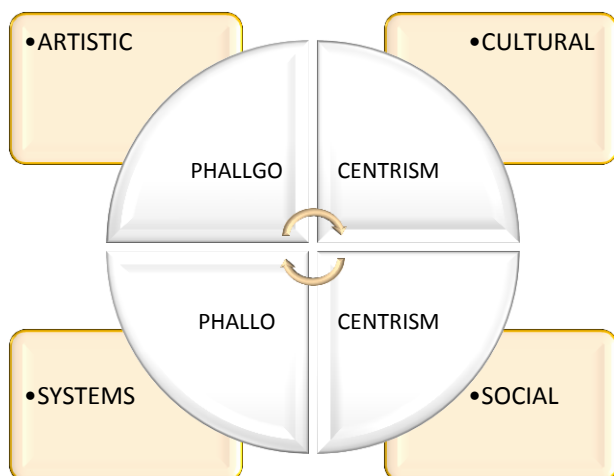 •ARTISTIC
•CULTURAL
PHALLGO
CENTRISM
PHALLO
CENTRISM
•SYSTEMS
•SOCIAL